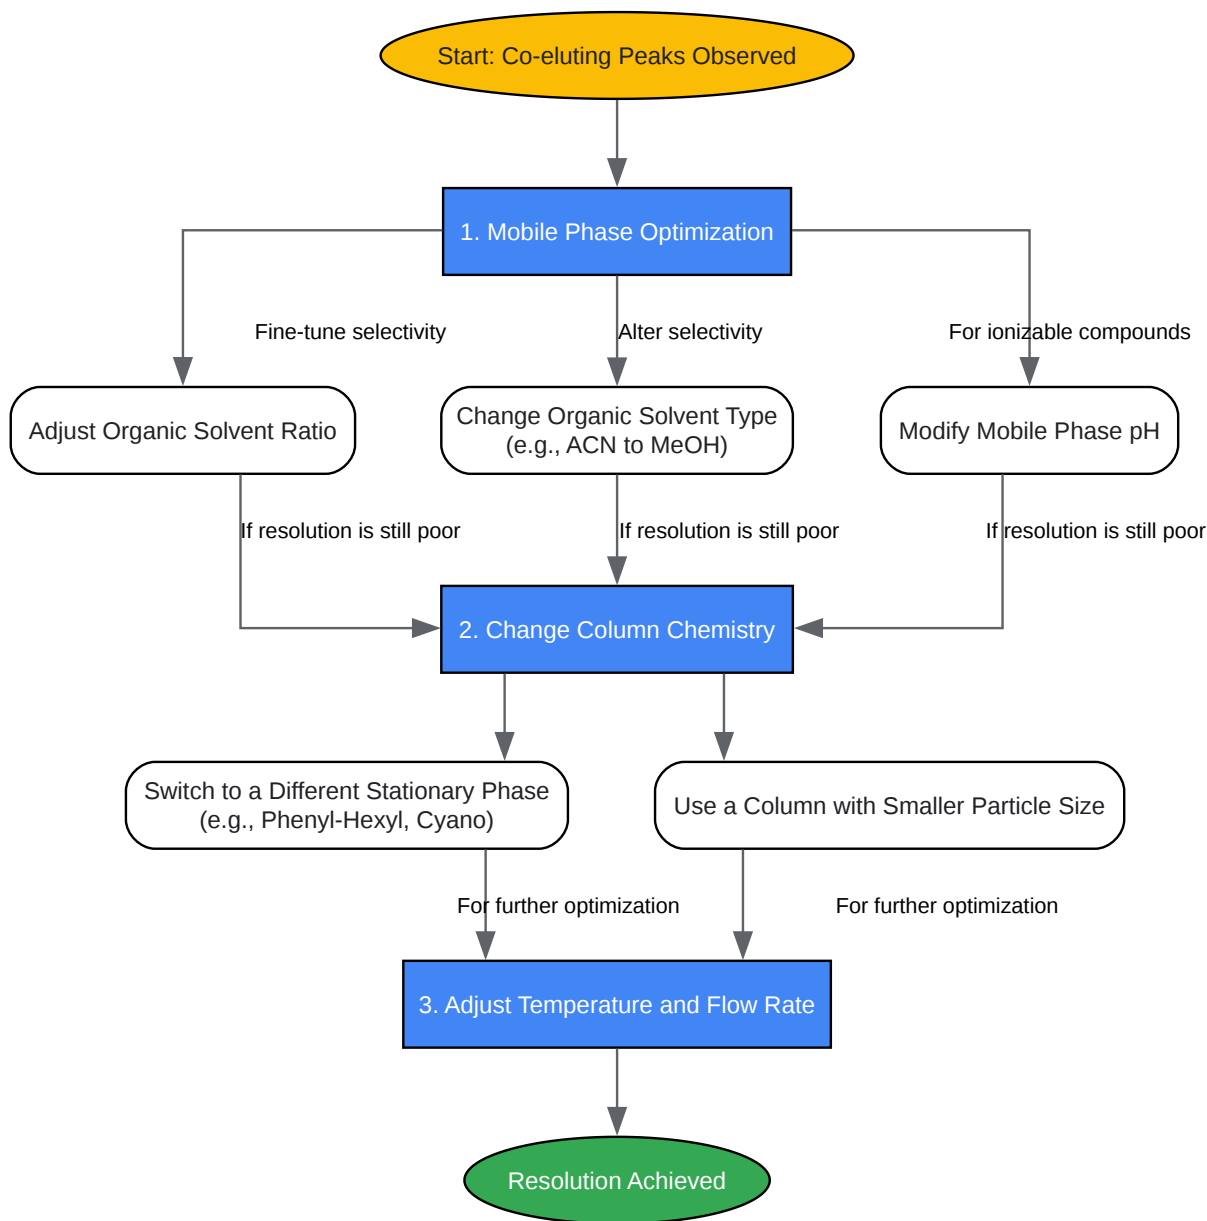 Start: Co-eluting Peaks Observed
1. Mobile Phase Optimization
Fine-tune selectivity
Alter selectivity
For ionizable compounds
Adjust Organic Solvent Ratio
Change Organic Solvent Type
(e.g., ACN to MeOH)
Modify Mobile Phase pH
If resolution is still poor
If resolution is still poor
If resolution is still poor
2. Change Column Chemistry
Switch to a Different Stationary Phase
(e.g., Phenyl-Hexyl, Cyano)
Use a Column with Smaller Particle Size
For further optimization
For further optimization
3. Adjust Temperature and Flow Rate
Resolution Achieved